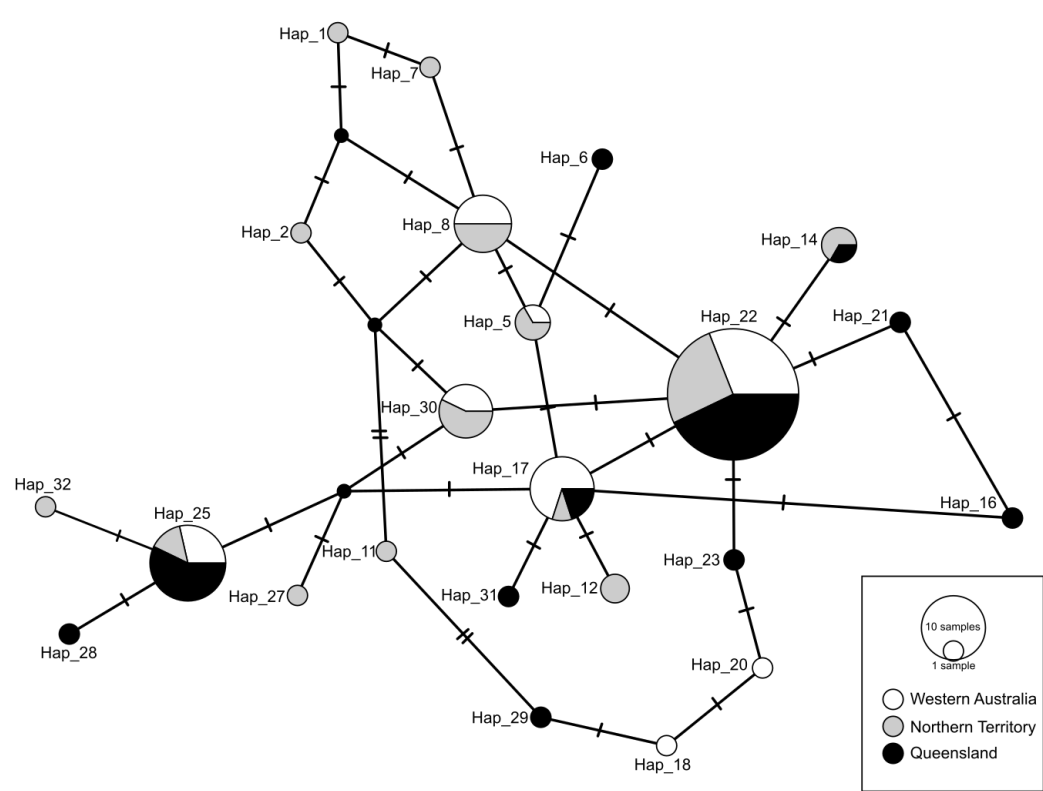 Hap_1
Hap_7
Hap_6
Hap_8
Hap_2
Hap_14
Hap_22
Hap_21
Hap_5
Hap_30
Hap_17
Hap_32
Hap_25
Hap_16
Hap_11
Hap_23
Hap_27
Hap_31
Hap_12
Hap_28
Hap_20
Hap_29
Hap_18
10 samples
1 sample
Western Australia
Northern Territory
Queensland